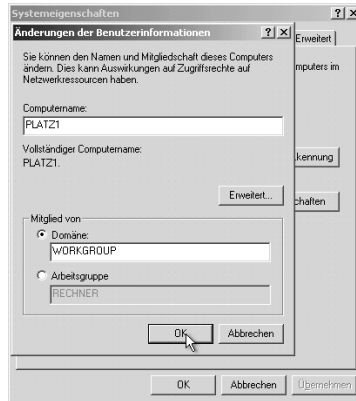 Systemeigenschaften
Änderungen der Benutzerinformationen
Erweitert
Sie können den Namen und Mitgliedschaft dieses Computers
ändern. Dies kann Auswirkungen auf Zugriffsrechte auf
Netzwerkressourcen haben.
mputers im
Computername:
PLATZ1
Vollständiger Computername:
PLATZ1.
kennung
Erweitert...
chaften
Mitglied von
Domäne:
WORKGROUP
Arbeitsgruppe
RECHNER
OK
Abbrechen
OK
Abbrechen
Übernehmen